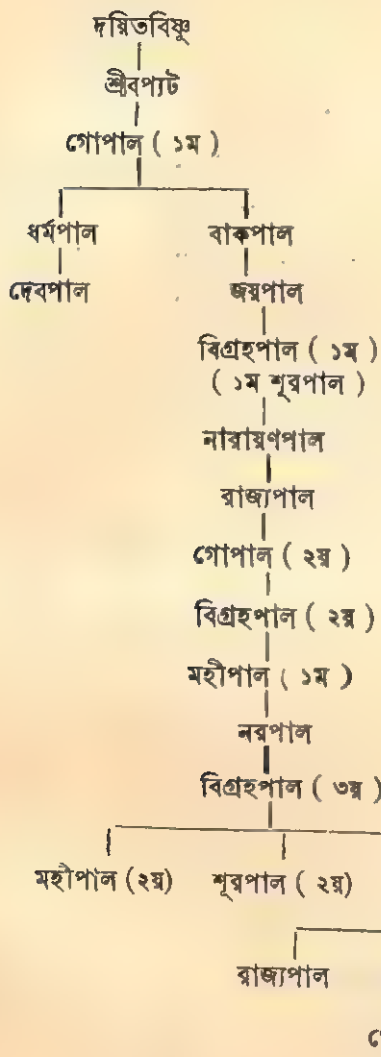 দয়িতবিষ্ণু
শ্রীবপ্যট
গোপাল ( ১ম )
ধর্মপাল বাকপাল
দেবপাল জয়পাল
বিগ্রহপাল ( ১ম )
( ১ম শূরপাল )
নারায়ণপাল
রাজ্যপাল
গোপাল ( ২য় )
বিগ্রহপাল ( ২য় )
মহীপাল ( ১ম )
নরপাল
বিগ্রহপাল ( ৩য় )
মহীপাল (২য়) শূরপাল ( ২য়)
রাজ্যপাল